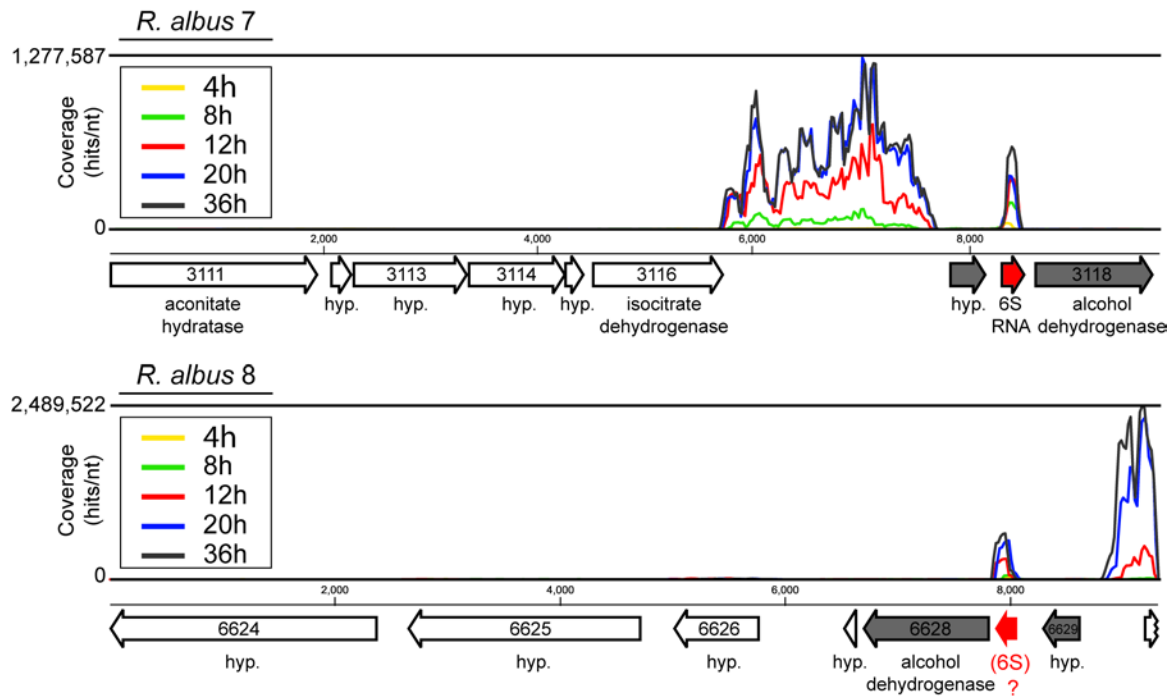 R. albus 7
1,277,587
Coverage
(hits/nt)
0
4h
8h
12h
20h
36h
2,000
4,000
6,000
8,000
3111
3113
3114
3116
3118
aconitate
hydratase
hyp.
hyp.
hyp.
hyp.
isocitrate
dehydrogenase
hyp.
6S
RNA
alcohol
dehydrogenase
R. albus 8
2,489,522
Coverage
(hits/nt)
0
4h
8h
12h
20h
36h
2,000
4,000
6,000
8,000
6624
6625
6626
6628
6629
hyp.
hyp.
hyp.
hyp.
alcohol
dehydrogenase
(6S)
?
hyp.